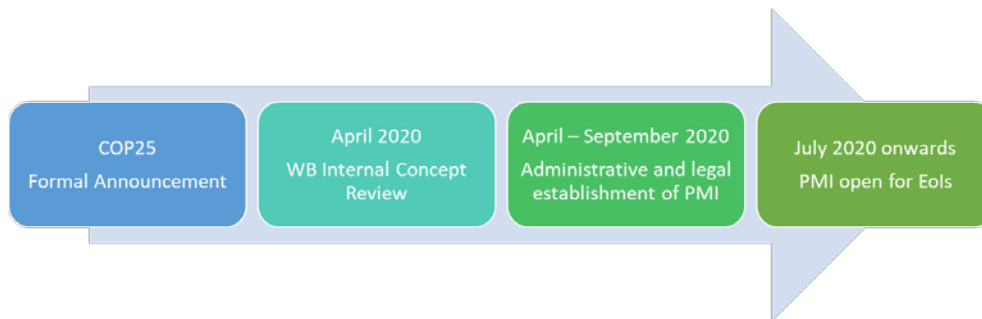 COP25
Formal Announcement
April 2020
WB Internal Concept
Review
April – September 2020
Administrative and legal
establishment of PMI
July 2020 onwards
PMI open for EoIs